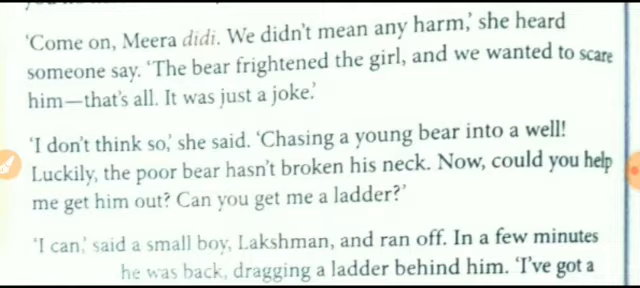 'Come on, Meera didi. We didn't mean any harm,' she heard
someone say. 'The bear frightened the girl, and we wanted to scare
him—that's all. It was just a joke.'
'I don't think so,' she said. 'Chasing a young bear into a well!
Luckily, the poor bear hasn't broken his neck. Now, could you help
me get him out? Can you get me a ladder?'
'I can,' said a small boy, Lakshman, and ran off. In a few minutes
he was back, dragging a ladder behind him. 'I've got a